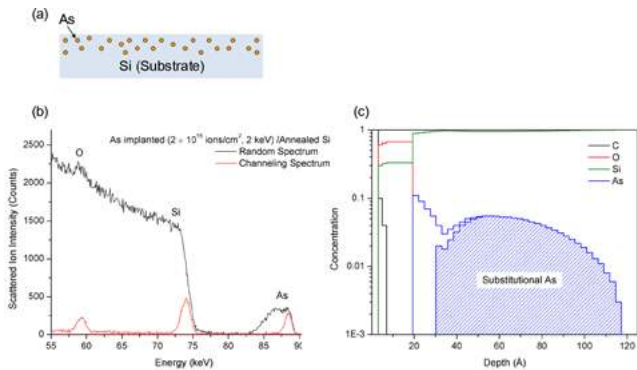 (a)
As
Si (Substrate)
(b)
As implanted (2 × 10¹⁵ ions/cm², 2 keV) /Annealed Si
Random Spectrum
Channeling Spectrum
O
Si
As
2500
2000
1500
1000
500
250
0
55 60 65 70 75 80 85 90
Energy (keV)
Scattered Ion Intensity (Counts)
(c)
C
O
Si
As
Substitutional As
1
0.1
0.01
1E-3
0 20 40 60 80 100 120
Depth (Å)
Concentration